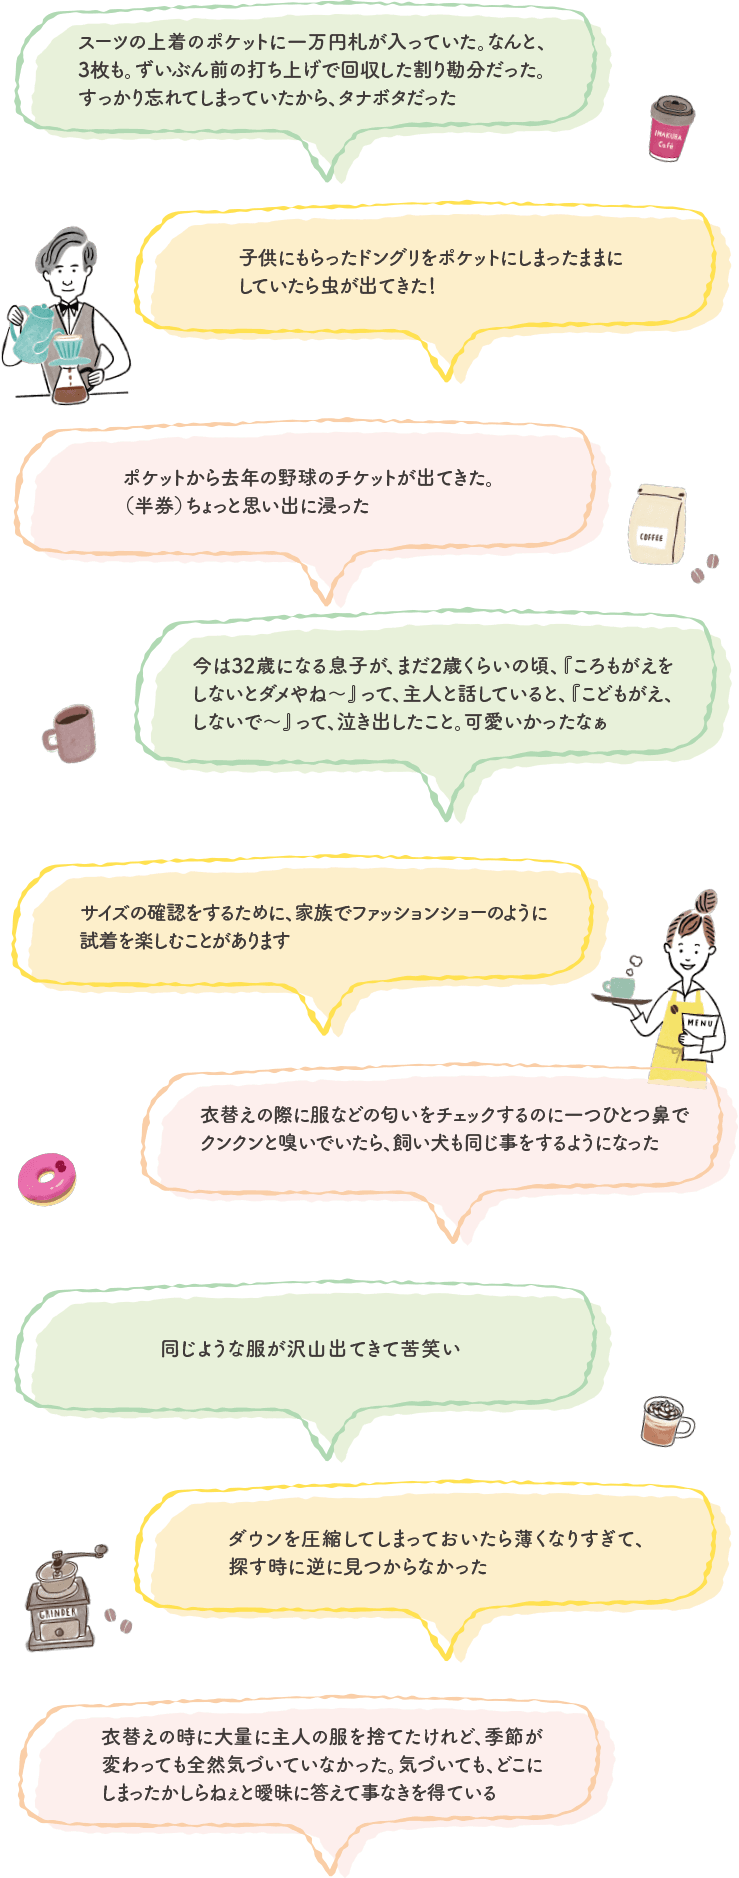 スーツの上着のポケットに一万円札が入っていた。なんと、
3枚も。ずいぶん前の打ち上げで回収した割り勘分だった。
すっかり忘れてしまっていたから、タナボタだった
IMAKURA
Café
子供にもらったドングリをポケットにしまったままに
していたら虫が出てきた!
ポケットから去年の野球のチケットが出てきた。
（半券）ちょっと思い出に浸った
COFFEE
今は32歳になる息子が、まだ2歳くらいの頃、『ころもがえを
しないとダメやね〜』って、主人と話していると、『こどもがえ、
しないで〜』って、泣き出したこと。可愛いかったなぁ
サイズの確認をするために、家族でファッションショーのように
試着を楽しむことがあります
MENU
衣替えの際に服などの匂いをチェックするのに一つひとつ鼻で
クンクンと嗅いでいたら、飼い犬も同じ事をするようになった
同じような服が沢山出てきて苦笑い
ダウンを圧縮してしまっておいたら薄くなりすぎて、
探す時に逆に見つからなかった
GRINDER
衣替えの時に大量に主人の服を捨てたけれど、季節が
変わっても全然気づいていなかった。気づいても、どこに
しまったかしらねぇと曖昧に答えて事なきを得ている